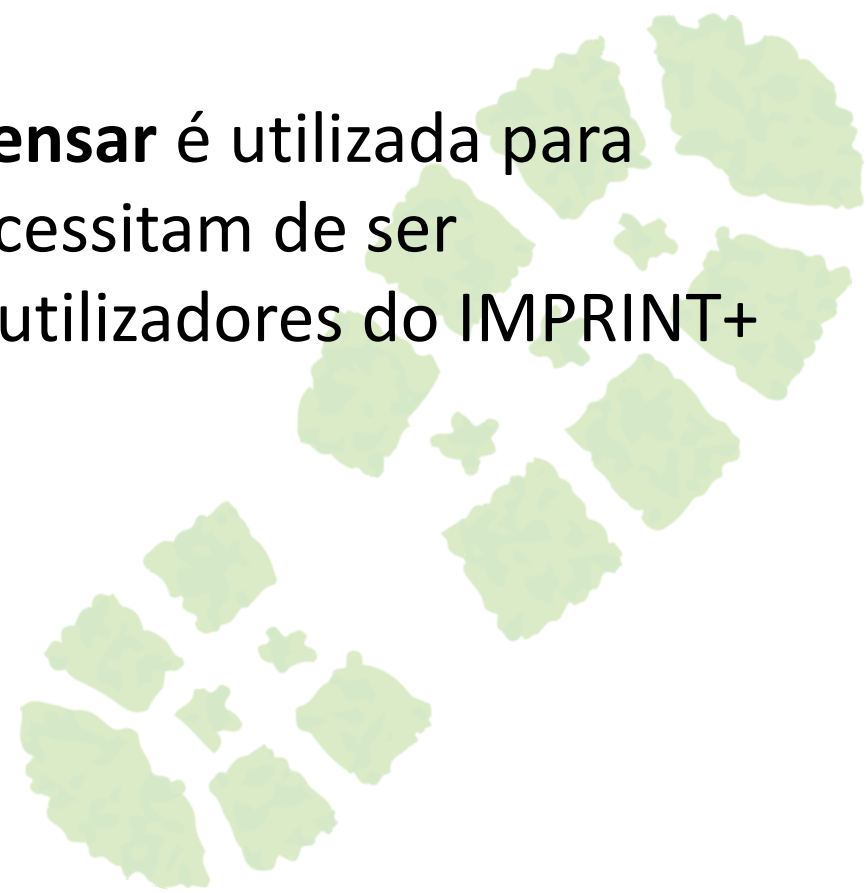 ensar é utilizada para
cessitam de ser
utilizadores do IMPRINT+